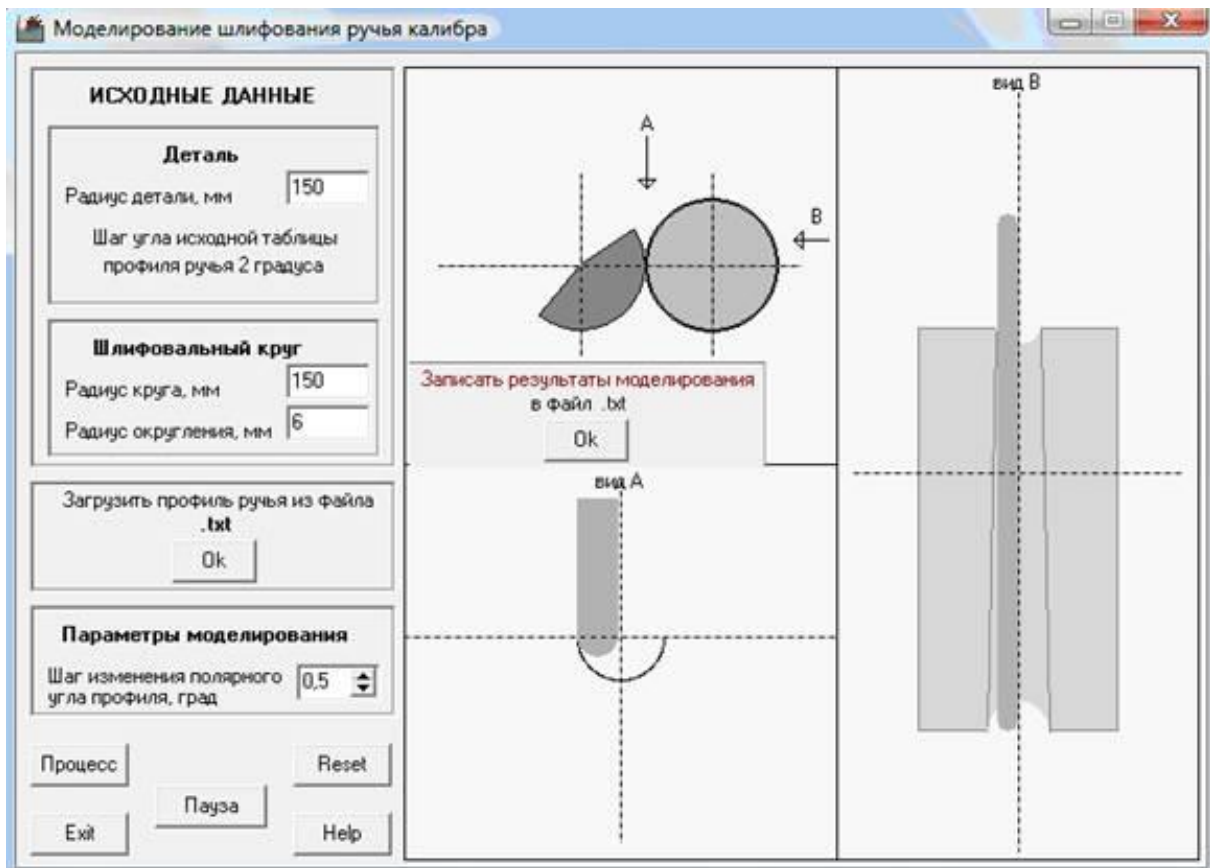 Моделирование шлифования ручья калибра
ИСХОДНЫЕ ДАННЫЕ
Деталь
Радиус детали, мм 150
Шаг угла исходной таблицы
профиля ручья 2 градуса
Шлифовальный круг
Радиус круга, мм 150
Радиус округления, мм 6
Загрузить профиль ручья из файла
.txt
Ok
Параметры моделирования
Шаг изменения полярного
угла профиля, град 0,5
Процесс
Reset
Пауза
Exit
Help
A
B
Записать результаты моделирования
в файл .txt
Ok
вид A
вид B